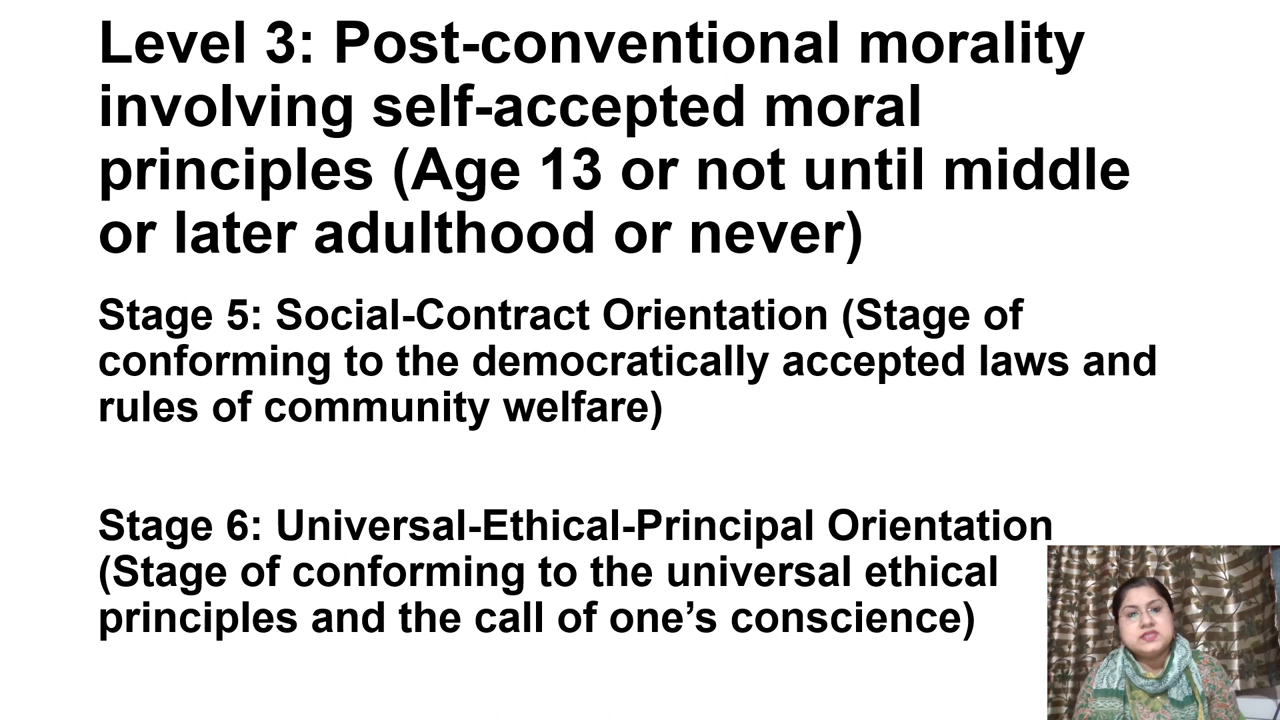 Level 3: Post-conventional morality
involving self-accepted moral
principles (Age 13 or not until middle
or later adulthood or never)
Stage 5: Social-Contract Orientation (Stage of
conforming to the democratically accepted laws and
rules of community welfare)
Stage 6: Universal-Ethical-Principal Orientation
(Stage of conforming to the universal ethical
principles and the call of one’s conscience)